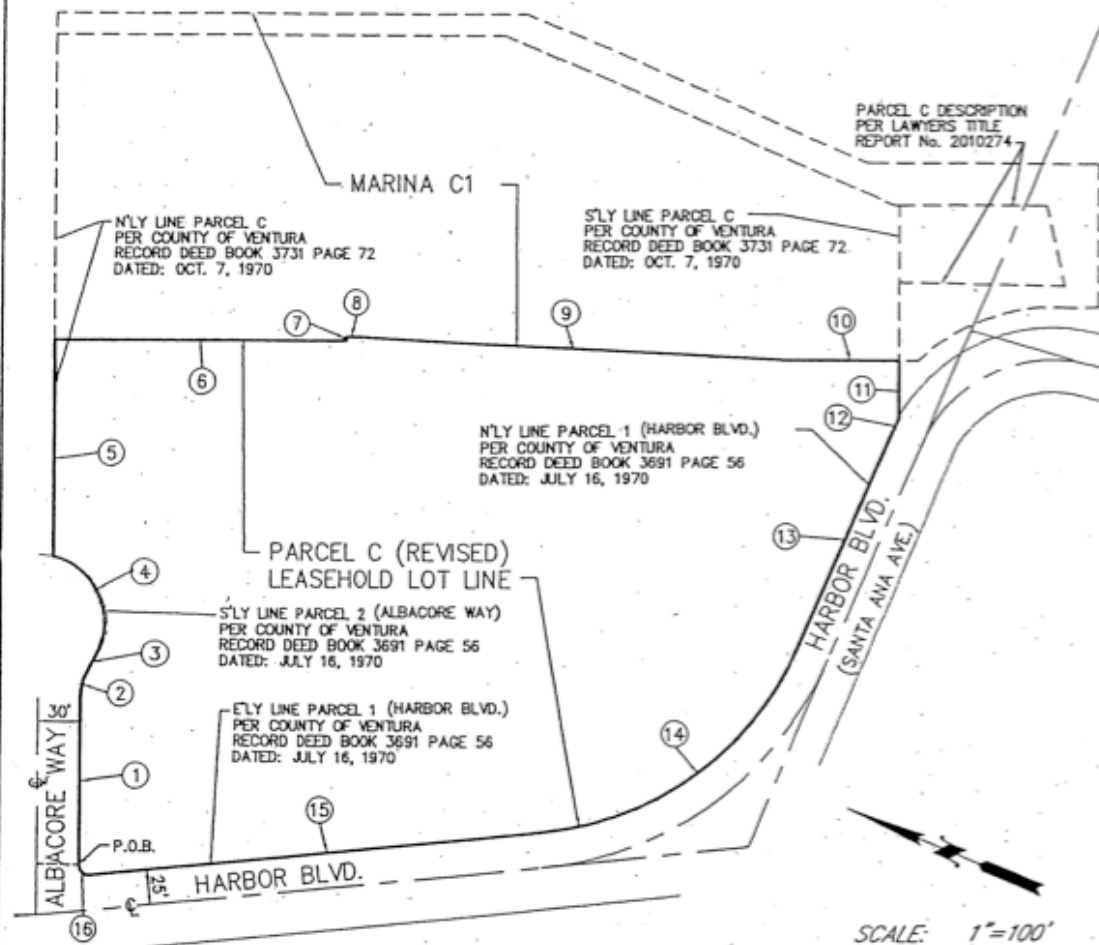 PARCEL C DESCRIPTION
PER LAWYERS TITLE
REPORT No. 2010274
MARINA C1
N'LY LINE PARCEL C
PER COUNTY OF VENTURA
RECORD DEED BOOK 3731 PAGE 72
DATED: OCT. 7, 1970
S'LY LINE PARCEL C
PER COUNTY OF VENTURA
RECORD DEED BOOK 3731 PAGE 72
DATED: OCT. 7, 1970
8
7
9
10
6
11
12
N'LY LINE PARCEL 1 (HARBOR BLVD.)
PER COUNTY OF VENTURA
RECORD DEED BOOK 3691 PAGE 56
DATED: JULY 16, 1970
5
13
HARBOR BLVD.
(SANTA ANA AVE.)
PARCEL C (REVISED)
LEASEHOLD LOT LINE
4
S'LY LINE PARCEL 2 (ALBACORE WAY)
PER COUNTY OF VENTURA
RECORD DEED BOOK 3691 PAGE 56
DATED: JULY 16, 1970
3
2
30'
E'LY LINE PARCEL 1 (HARBOR BLVD.)
PER COUNTY OF VENTURA
RECORD DEED BOOK 3691 PAGE 56
DATED: JULY 16, 1970
14
1
ALBACORE WAY
℄
15
P.O.B.
25'
HARBOR BLVD.
℄
16
N
SCALE: 1"=100'